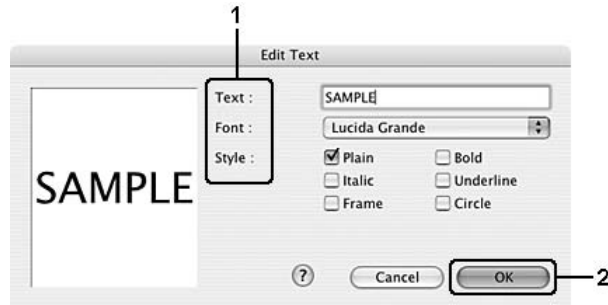 1
Edit Text
Text : SAMPLE
Font : Lucida Grande
Style : Plain Bold
Italic Underline
Frame Circle
SAMPLE
? Cancel OK 2